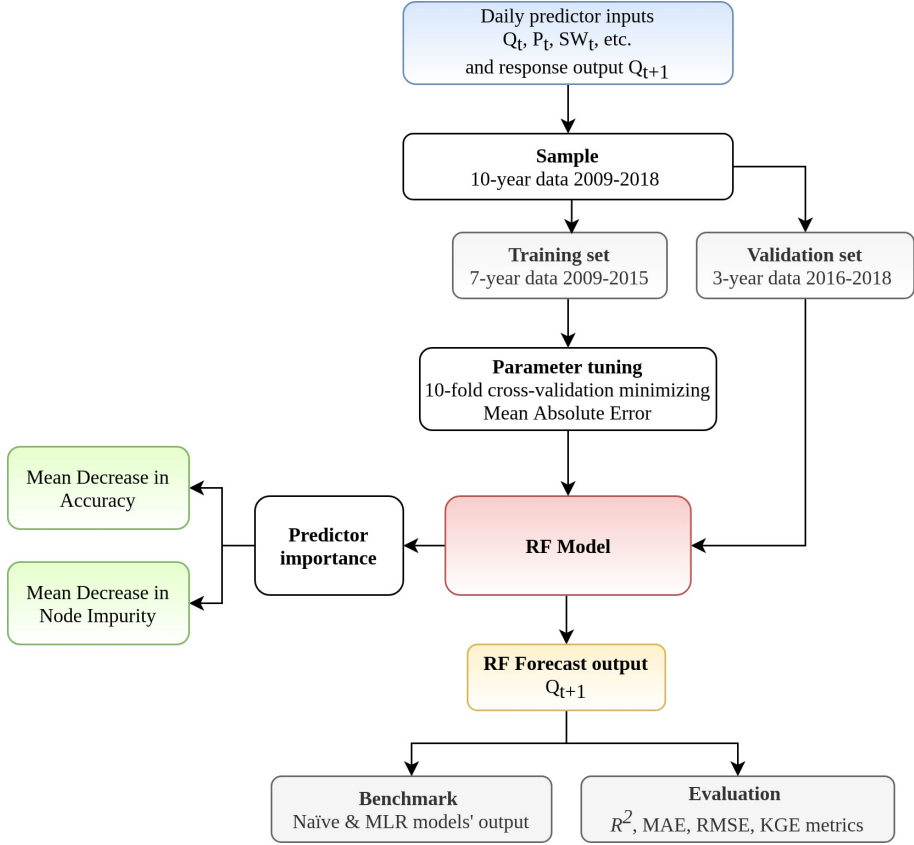 Daily predictor inputs
Qt, Pt, SWt, etc.
and response output Qt+1
Sample
10-year data 2009-2018
Training set
7-year data 2009-2015
Validation set
3-year data 2016-2018
Parameter tuning
10-fold cross-validation minimizing
Mean Absolute Error
Mean Decrease in
Accuracy
Predictor
importance
RF Model
Mean Decrease in
Node Impurity
RF Forecast output
Qt+1
Benchmark
Naïve & MLR models' output
Evaluation
R², MAE, RMSE, KGE metrics